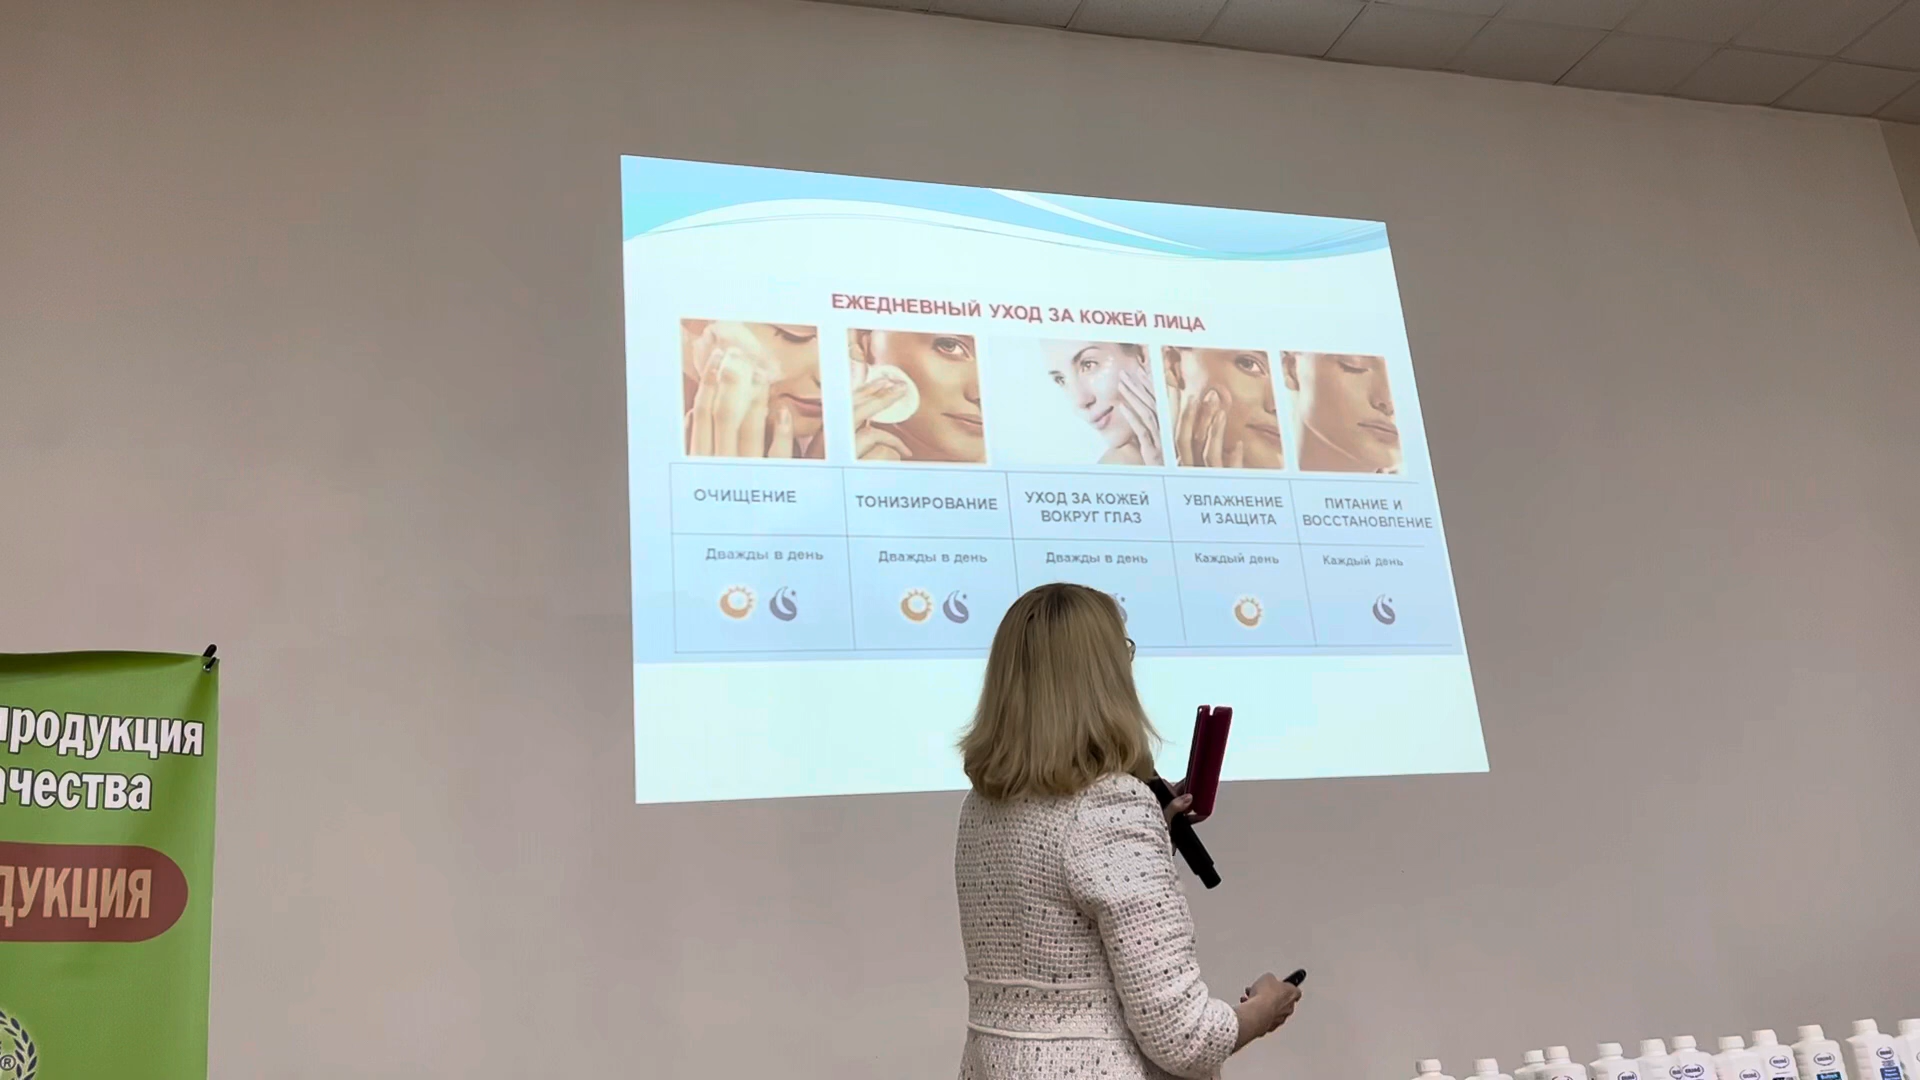 ЕЖЕДНЕВНЫЙ УХОД ЗА КОЖЕЙ ЛИЦА
ОЧИЩЕНИЕ
ТОНИЗИРОВАНИЕ
УХОД ЗА КОЖЕЙ
ВОКРУГ ГЛАЗ
УВЛАЖНЕНИЕ
И ЗАЩИТА
ПИТАНИЕ И
ВОССТАНОВЛЕНИЕ
Дважды в день
Дважды в день
Дважды в день
Каждый день
Каждый день
продукция
ачества
ДУКЦИЯ
®